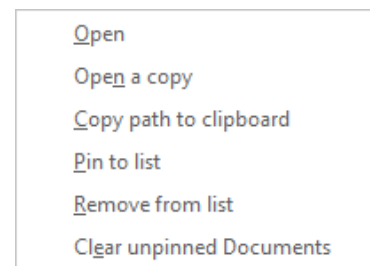 Open
Open a copy
Copy path to clipboard
Pin to list
Remove from list
Clear unpinned Documents